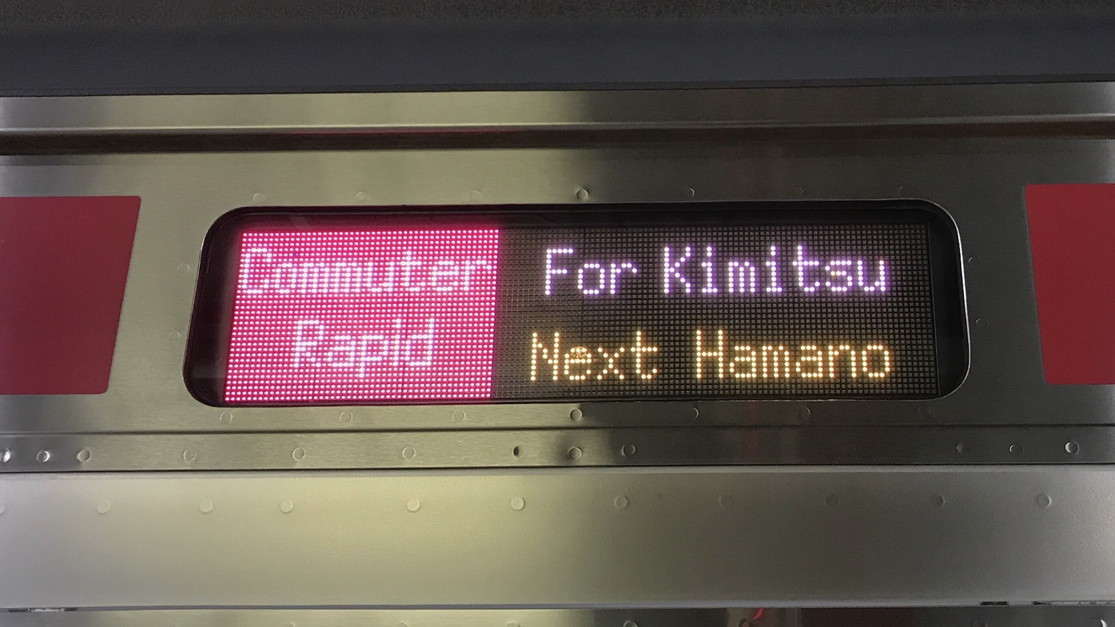 Commuter
Rapid
For Kimitsu
Next Hamano